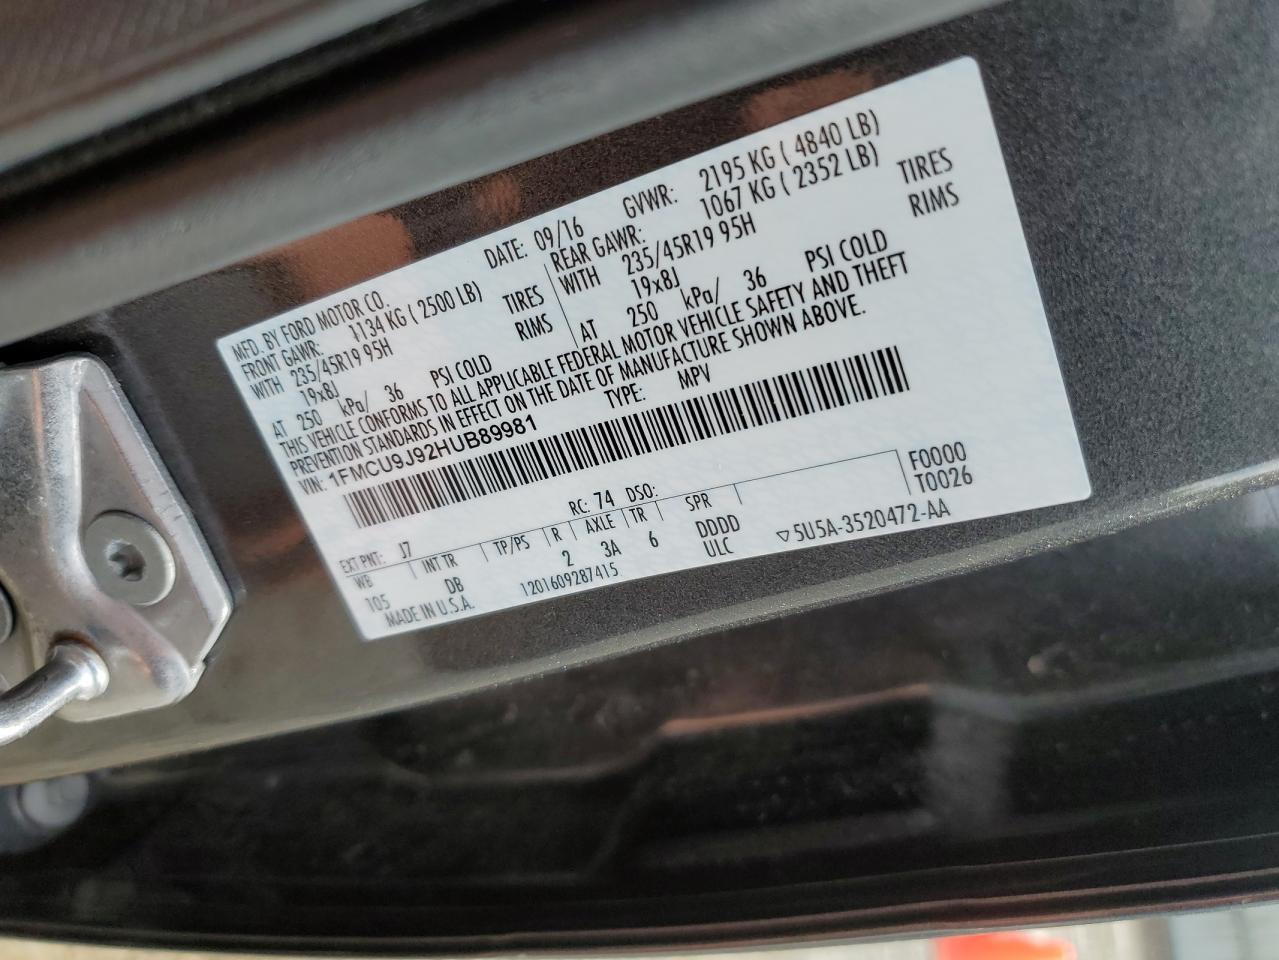 MFD. BY FORD MOTOR CO.
DATE: 09/16 GVWR: 2195 KG ( 4840 LB)
FRONT GAWR: 1134 KG ( 2500 LB) REAR GAWR: 1067 KG ( 2352 LB)
WITH 235/45R19 95H TIRES WITH 235/45R19 95H TIRES
19x8J RIMS 19x8J RIMS
AT 250 kPa/ 36 PSI COLD AT 250 kPa/ 36 PSI COLD
THIS VEHICLE CONFORMS TO ALL APPLICABLE FEDERAL MOTOR VEHICLE SAFETY AND THEFT
PREVENTION STANDARDS IN EFFECT ON THE DATE OF MANUFACTURE SHOWN ABOVE.
VIN: 1FMCU9J92HUB89981 TYPE: MPV
F0000
T0026
EXT PNT: J7 RC: 74 DSO:
WB INT TR TP/PS R AXLE TR SPR
105 DB 2 3A 6 DDDD
MADE IN U.S.A. 1201609287415 ULC ▽5U5A-3520472-AA